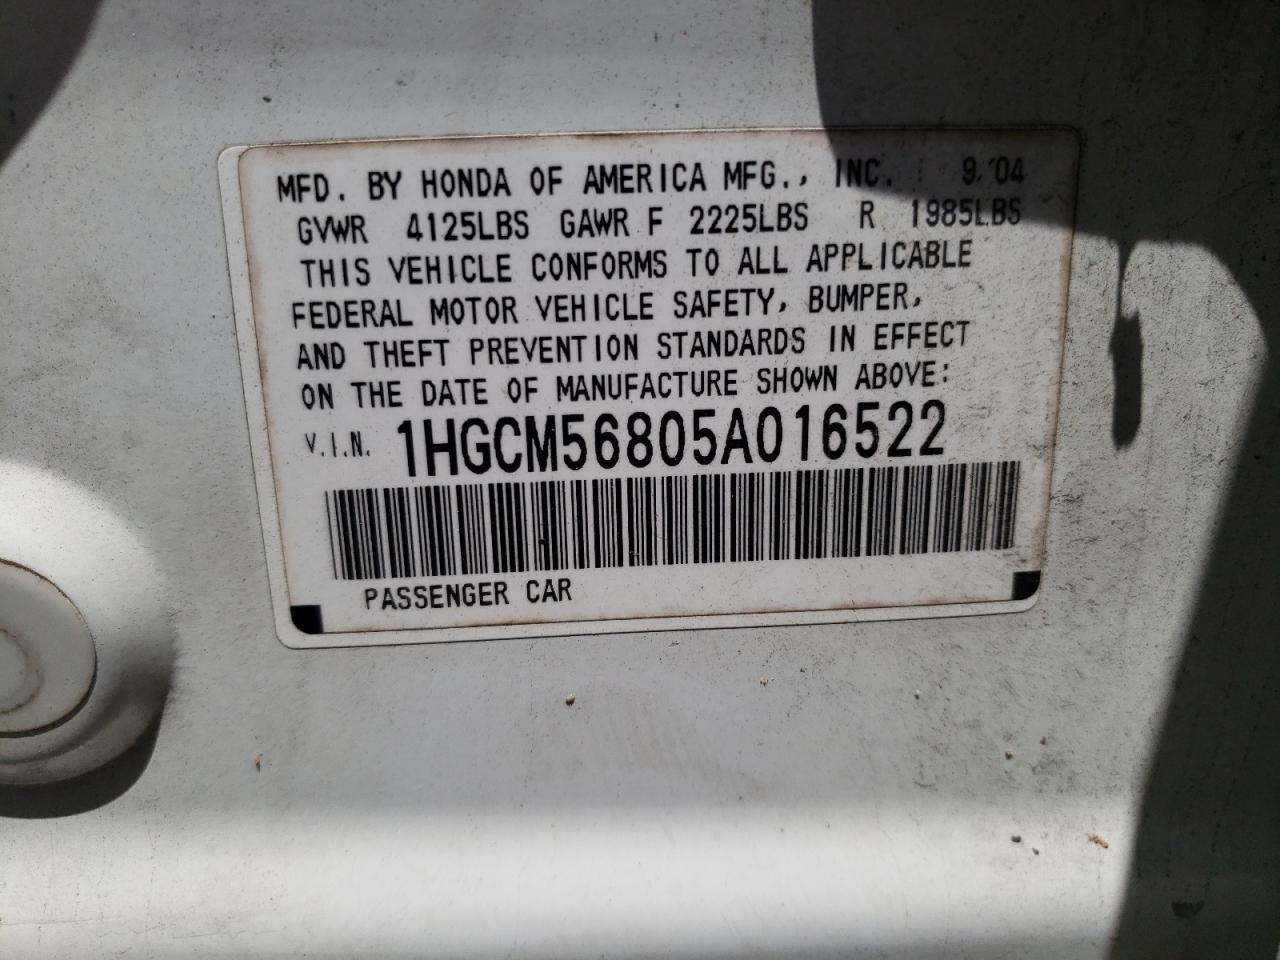 MFD. BY HONDA OF AMERICA MFG., INC. 9/04
GVWR 4125LBS GAWR F 2225LBS R 1985LBS
THIS VEHICLE CONFORMS TO ALL APPLICABLE
FEDERAL MOTOR VEHICLE SAFETY, BUMPER,
AND THEFT PREVENTION STANDARDS IN EFFECT
ON THE DATE OF MANUFACTURE SHOWN ABOVE:
V.I.N. 1HGCM56805A016522
PASSENGER CAR